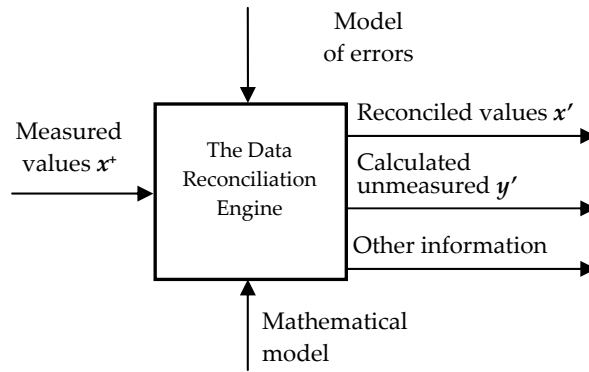 Model
of errors
Measured
values x⁺
The Data
Reconciliation
Engine
Reconciled values x′
Calculated
unmeasured y′
Other information
Mathematical
model